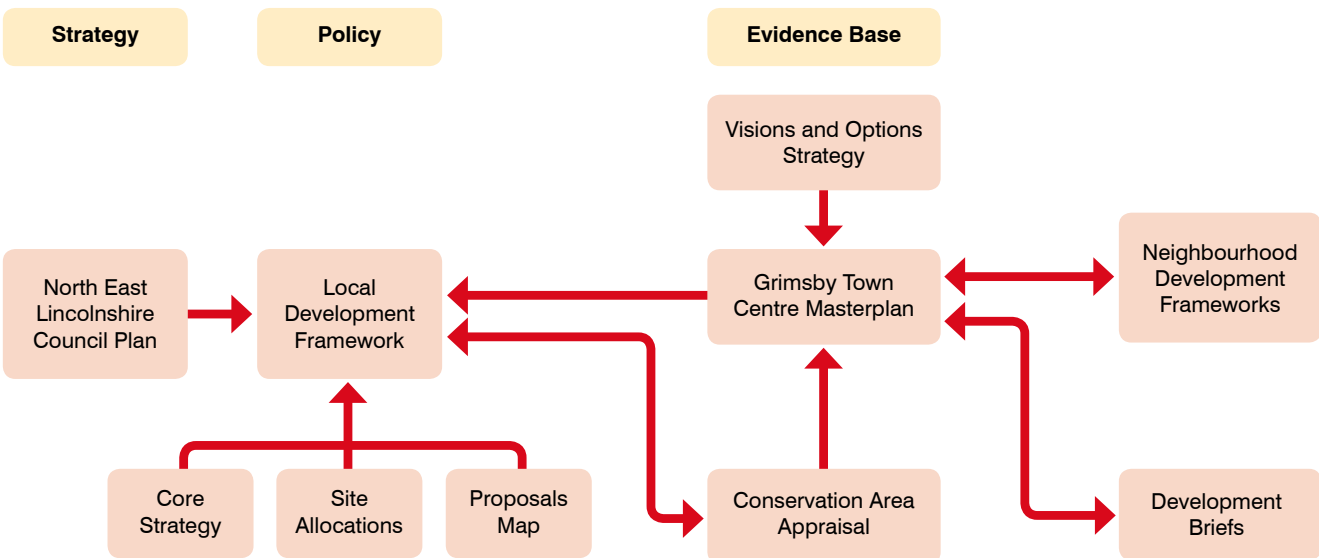 Strategy
Policy
Evidence Base
Visions and Options
Strategy
North East
Lincolnshire
Council Plan
Local
Development
Framework
Grimsby Town
Centre Masterplan
Neighbourhood
Development
Frameworks
Core
Strategy
Site
Allocations
Proposals
Map
Conservation Area
Appraisal
Development
Briefs